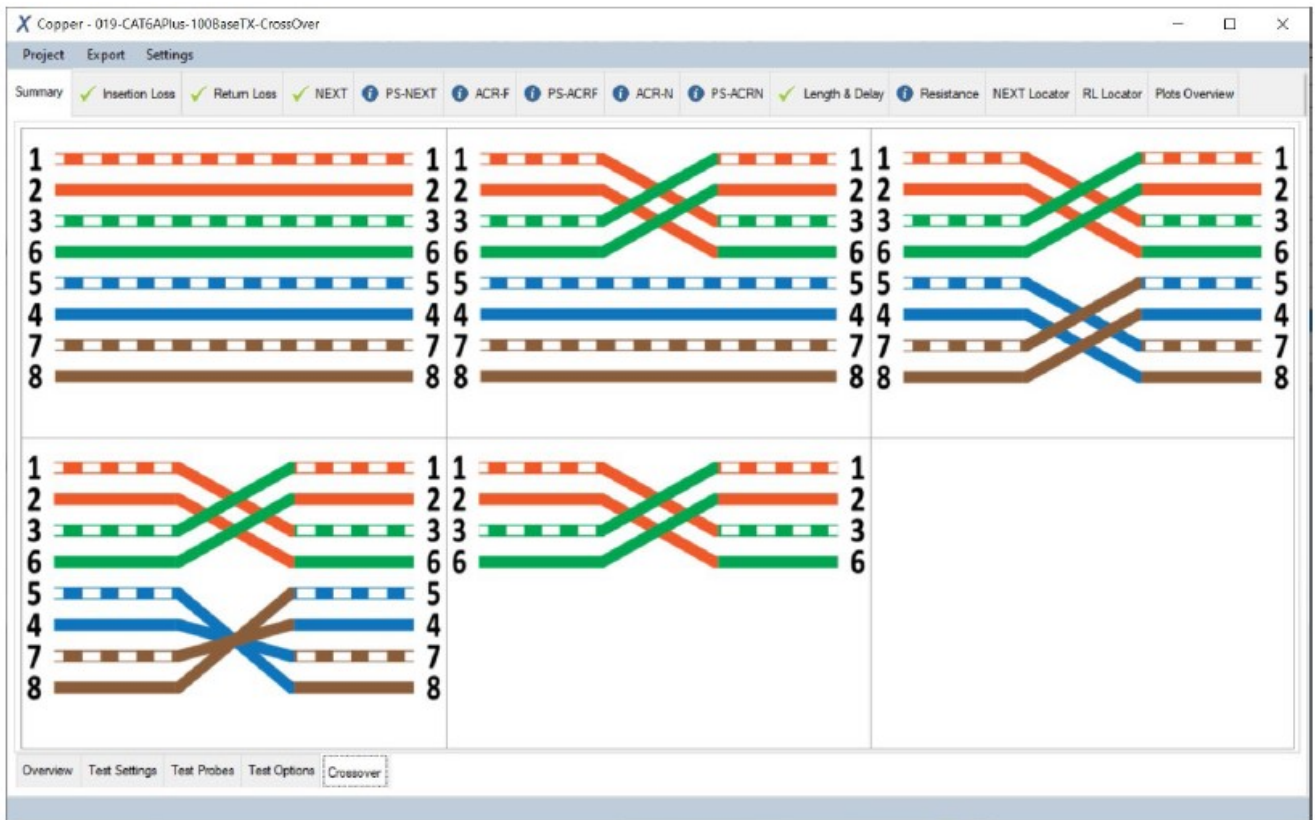 X Copper - 019-CAT6APlus-100BaseTX-CrossOver
Project Export Settings
Summary Insertion Loss Return Loss NEXT PS-NEXT ACR-F PS-ACRF ACR-N PS-ACRN Length & Delay Resistance NEXT Locator RL Locator Plots Overview
1 1 1 1 1 1
2 2 2 2 2 2
3 3 3 3 3 3
6 6 6 6 6 6
5 5 5 5 5 5
4 4 4 4 4 4
7 7 7 7 7 7
8 8 8 8 8 8
1 1 1 1
2 2 2 2
3 3 3 3
6 6 6 6
5 5
4 4
7 7
8 8
Overview Test Settings Test Probes Test Options Crossover